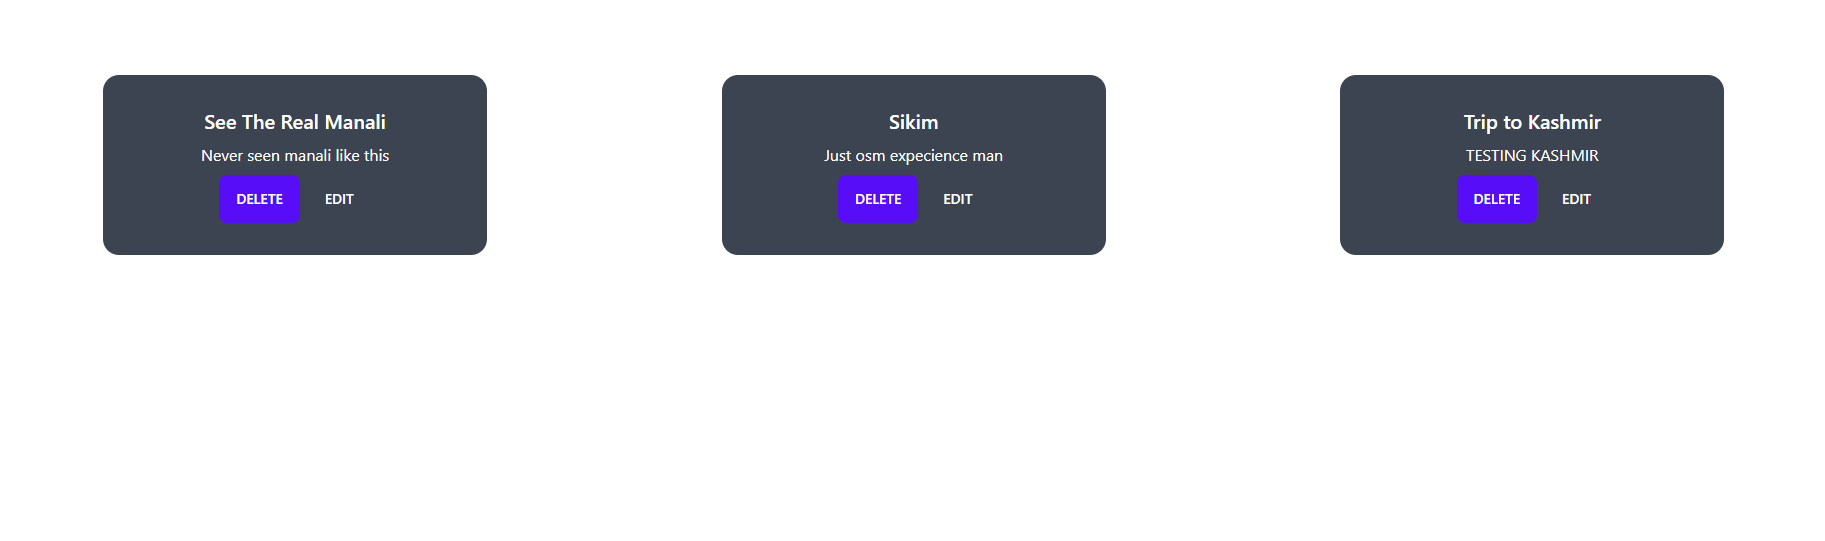 See The Real Manali
Never seen manali like this
DELETE EDIT
Sikim
Just osm expecience man
DELETE EDIT
Trip to Kashmir
TESTING KASHMIR
DELETE EDIT